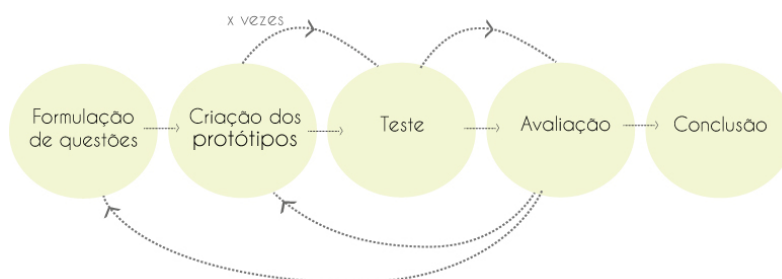 x vezes
Formulação
de questões
Criação dos
protótipos
Teste
Avaliação
Conclusão